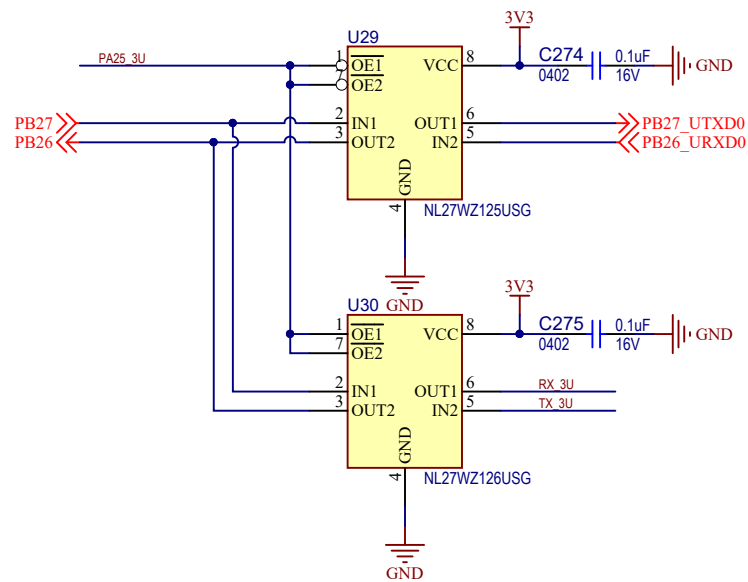 U29
3V3
PA25_3U
1
OE1
VCC
8
C274
0.1uF
GND
7
OE2
0402
16V
PB27
2
IN1
OUT1
6
PB27_UTXD0
PB26
3
OUT2
IN2
5
PB26_URXD0
GND
4
NL27WZ125USG
GND
3V3
U30
1
OE1
VCC
8
C275
0.1uF
GND
7
OE2
0402
16V
2
IN1
OUT1
6
RX_3U
3
OUT2
IN2
5
TX_3U
GND
4
NL27WZ126USG
GND